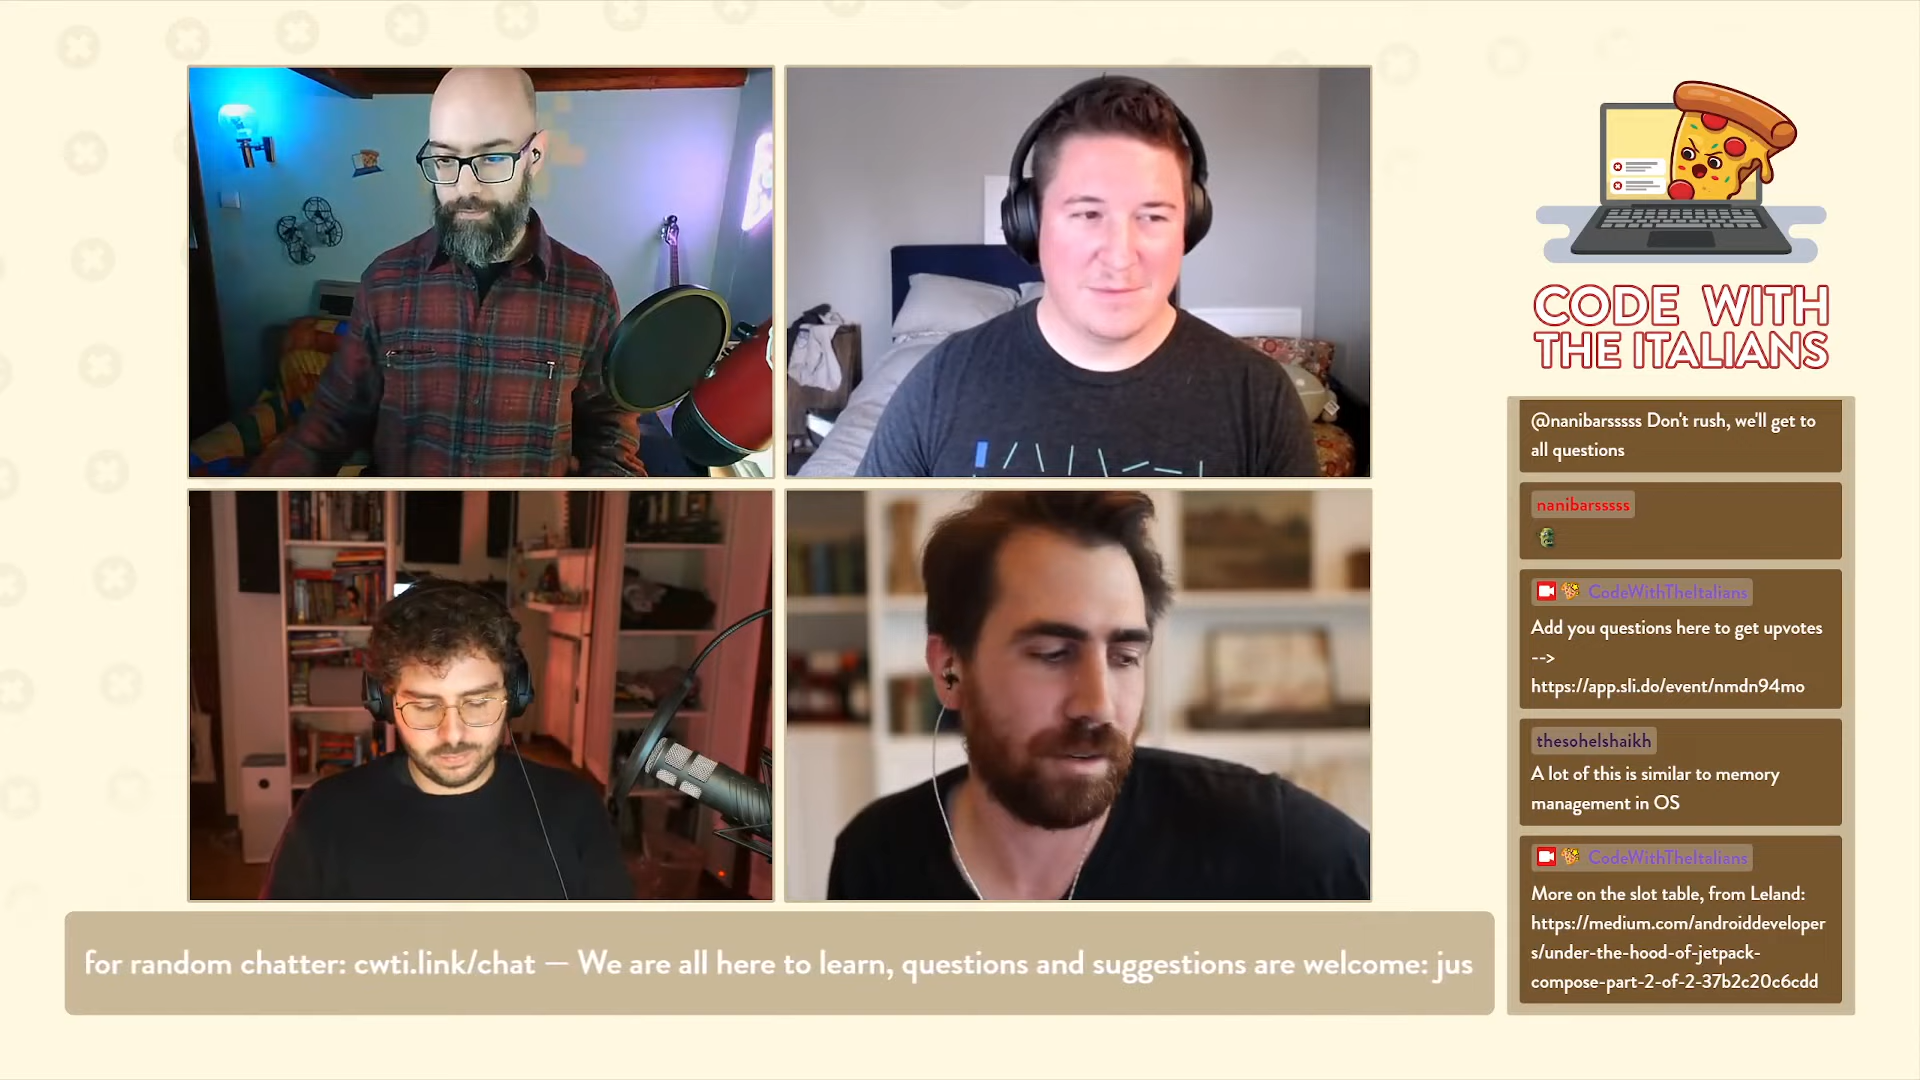 CODE WITH
THE ITALIANS
@nanibarsssss Don't rush, we'll get to
all questions
nanibarsssss
CodeWithTheItalians
Add you questions here to get upvotes
-->
https://app.sli.do/event/nmdn94mo
thesohelshaikh
A lot of this is similar to memory
management in OS
CodeWithTheItalians
More on the slot table, from Leland:
https://medium.com/androiddeveloper
s/under-the-hood-of-jetpack-
compose-part-2-of-2-37b2c20c6cdd
for random chatter: cwti.link/chat — We are all here to learn, questions and suggestions are welcome: jus